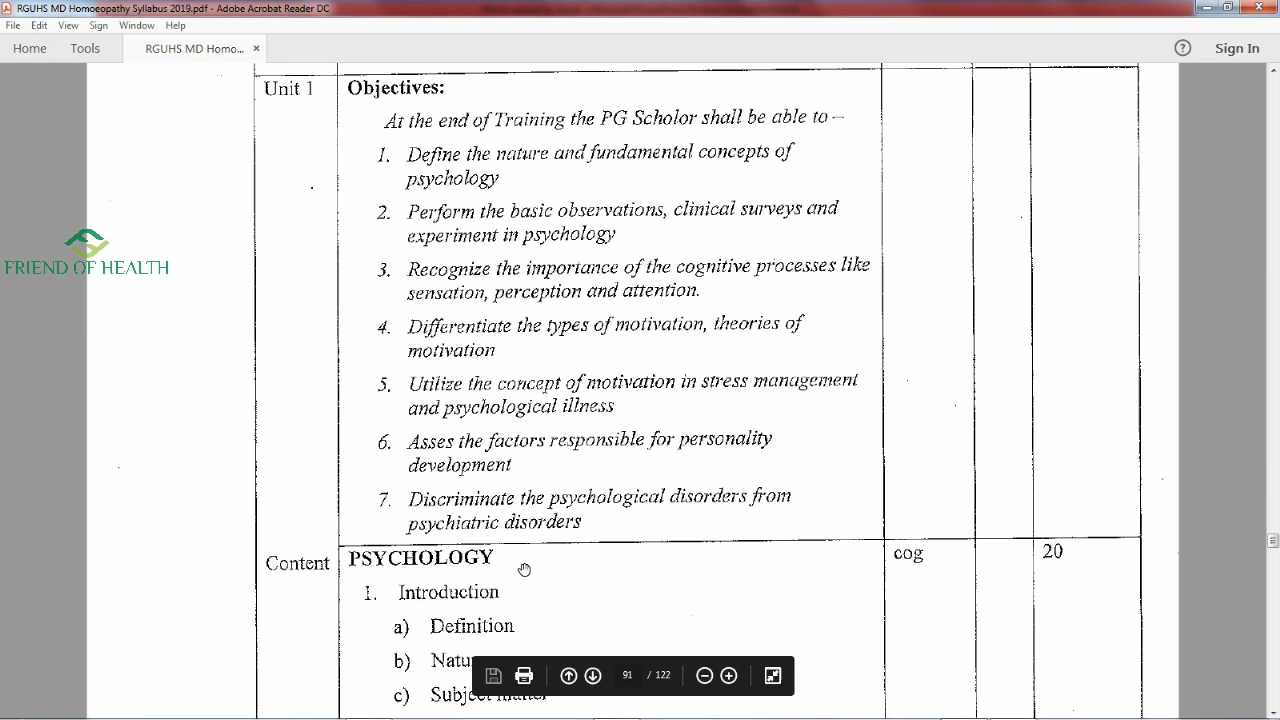 RGUHS MD Homoeopathy Syllabus 2019.pdf - Adobe Acrobat Reader DC
File Edit View Sign Window Help
Home Tools RGUHS MD Homo... × Sign In
Unit 1 Objectives:
At the end of Training the PG Scholor shall be able to –
1. Define the nature and fundamental concepts of
psychology
2. Perform the basic observations, clinical surveys and
experiment in psychology
FRIEND OF HEALTH
3. Recognize the importance of the cognitive processes like
sensation, perception and attention.
4. Differentiate the types of motivation, theories of
motivation
5. Utilize the concept of motivation in stress management
and psychological illness
6. Asses the factors responsible for personality
development
7. Discriminate the psychological disorders from
psychiatric disorders
Content PSYCHOLOGY cog 20
1. Introduction
a) Definition
b)
c)
91 / 122